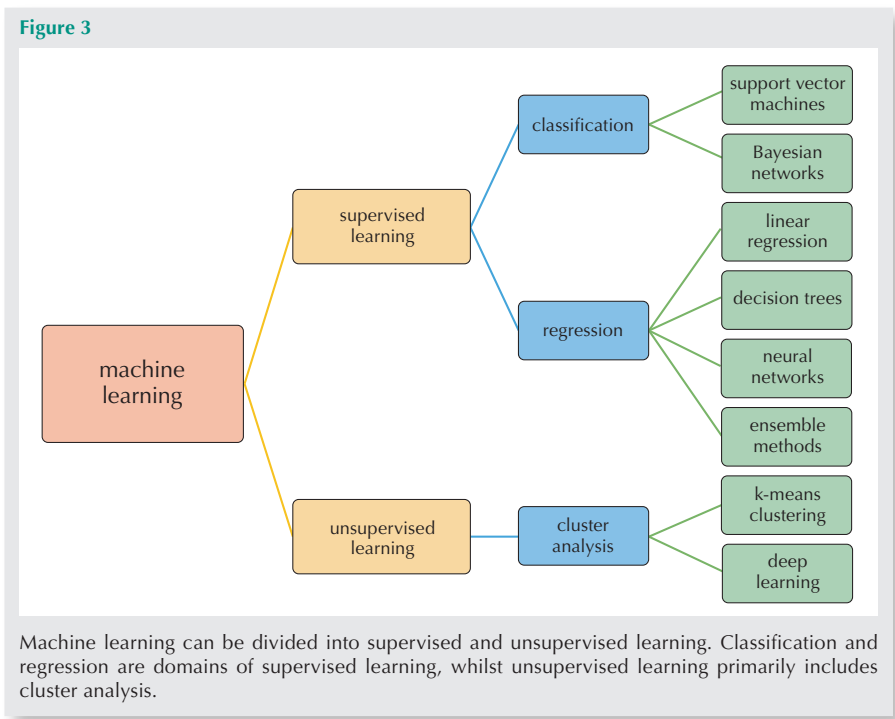 Figure 3
machine
learning
supervised
learning
unsupervised
learning
classification
regression
cluster
analysis
support vector
machines
Bayesian
networks
linear
regression
decision trees
neural
networks
ensemble
methods
k-means
clustering
deep
learning
Machine learning can be divided into supervised and unsupervised learning. Classification and
regression are domains of supervised learning, whilst unsupervised learning primarily includes
cluster analysis.